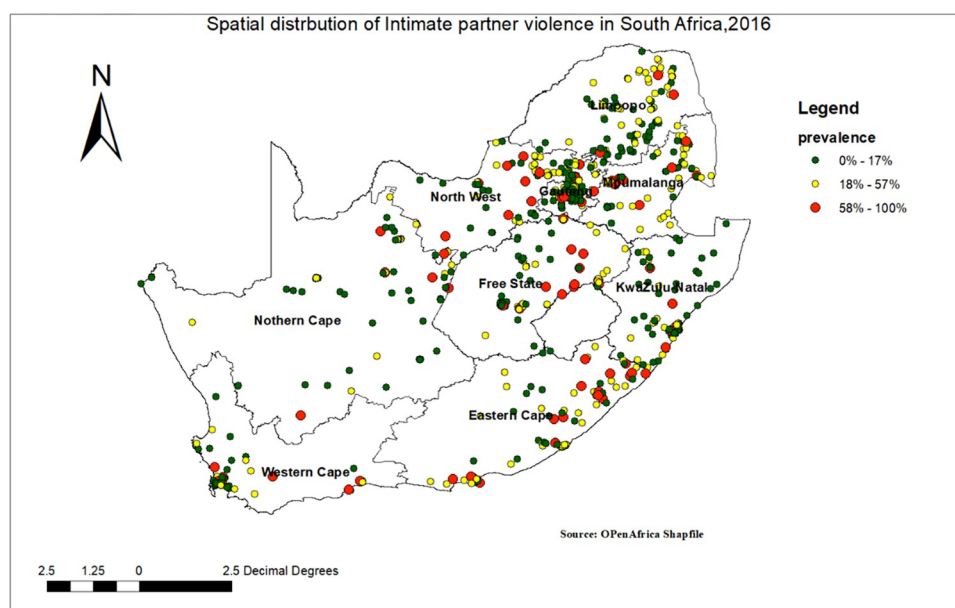 Spatial distrbution of Intimate partner violence in South Africa,2016
N
Limpopo
Legend
prevalence
0% - 17%
18% - 57%
58% - 100%
Mpumalanga
Gauteng
North West
Free State
KwaZulu-Natal
Nothern Cape
Eastern Cape
Western Cape
Source: OPenAfrica Shapfile
2.5 1.25 0 2.5 Decimal Degrees